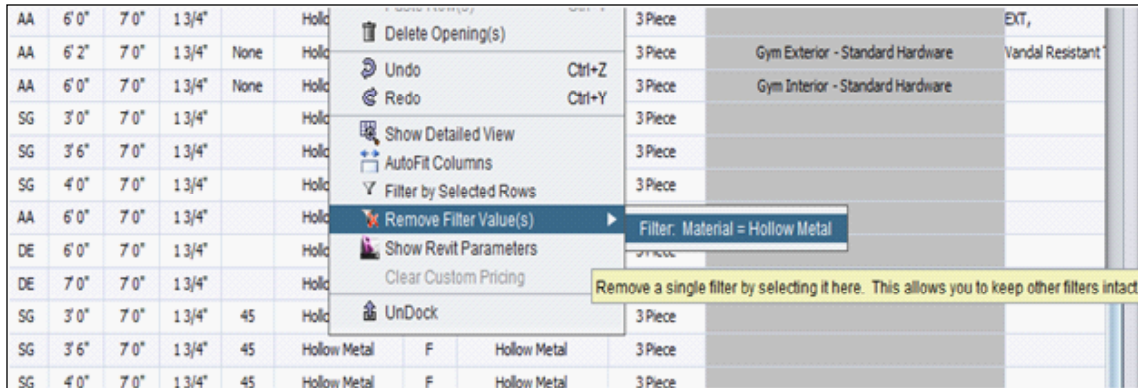 AA 6'0" 7'0" 1 3/4" Hollo 3 Piece EXT,
Delete Opening(s)
AA 6'2" 7'0" 1 3/4" None Hollo 3 Piece Gym Exterior - Standard Hardware Vandal Resistant T
Undo Ctrl+Z
AA 6'0" 7'0" 1 3/4" None Hollo 3 Piece Gym Interior - Standard Hardware
Redo Ctrl+Y
SG 3'0" 7'0" 1 3/4" Hollo 3 Piece
Show Detailed View
SG 3'6" 7'0" 1 3/4" Hollo 3 Piece
AutoFit Columns
SG 4'0" 7'0" 1 3/4" Hollo 3 Piece
Filter by Selected Rows
AA 6'0" 7'0" 1 3/4" Hollo
Remove Filter Value(s)
Filter: Material = Hollow Metal
DE 6'0" 7'0" 1 3/4" Hollo
Show Revit Parameters
DE 7'0" 7'0" 1 3/4" Hollo
Clear Custom Pricing
Remove a single filter by selecting it here. This allows you to keep other filters intact
SG 3'0" 7'0" 1 3/4" 45 Hollo 3 Piece
UnDock
SG 3'6" 7'0" 1 3/4" 45 Hollow Metal F Hollow Metal 3 Piece
SG 4'0" 7'0" 1 3/4" 45 Hollow Metal F Hollow Metal 3 Piece